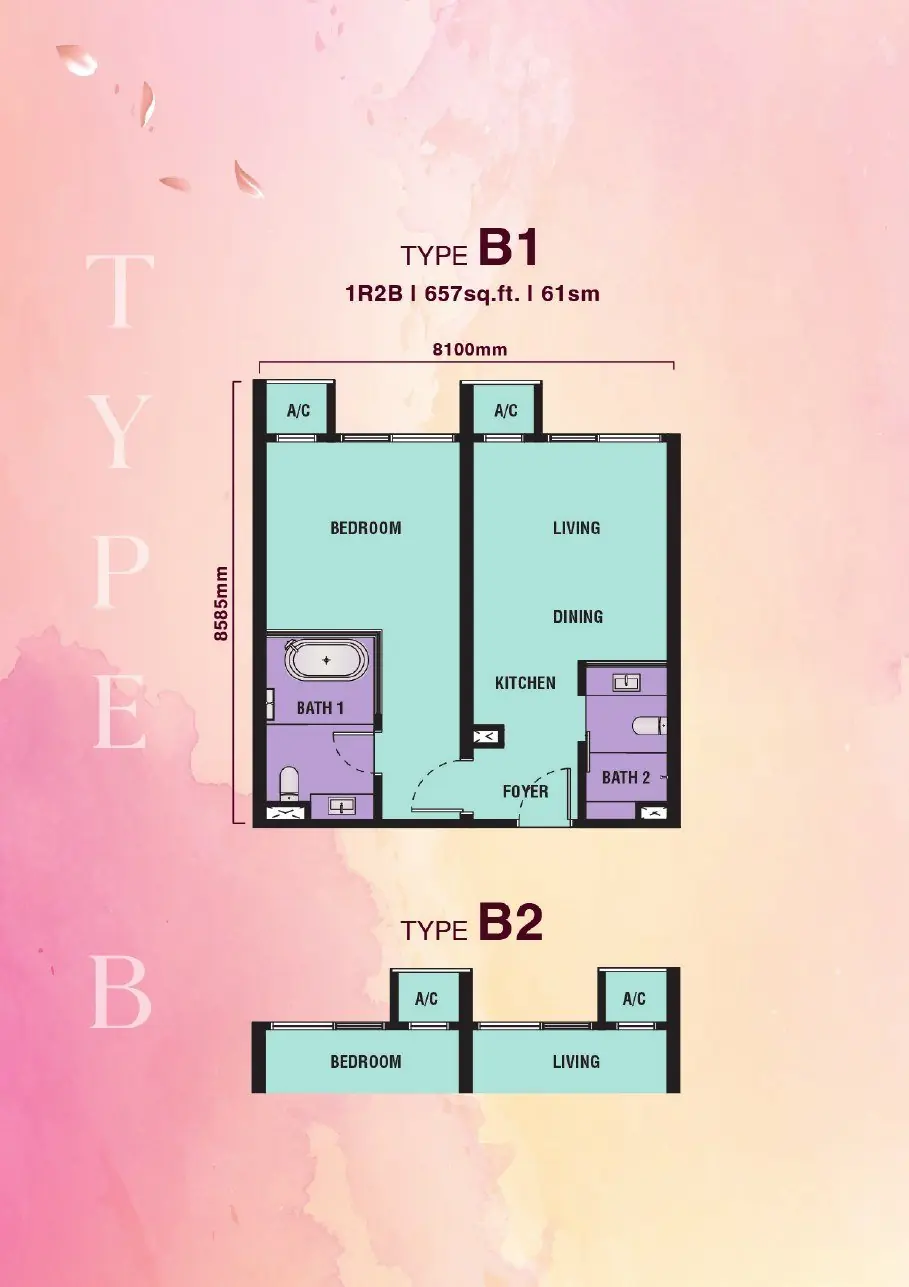 TYPE B
TYPE B1
1R2B | 657sq.ft. | 61sm
8100mm
8585mm
A/C
A/C
BEDROOM
LIVING
DINING
KITCHEN
BATH 1
FOYER
BATH 2
TYPE B2
A/C
A/C
BEDROOM
LIVING